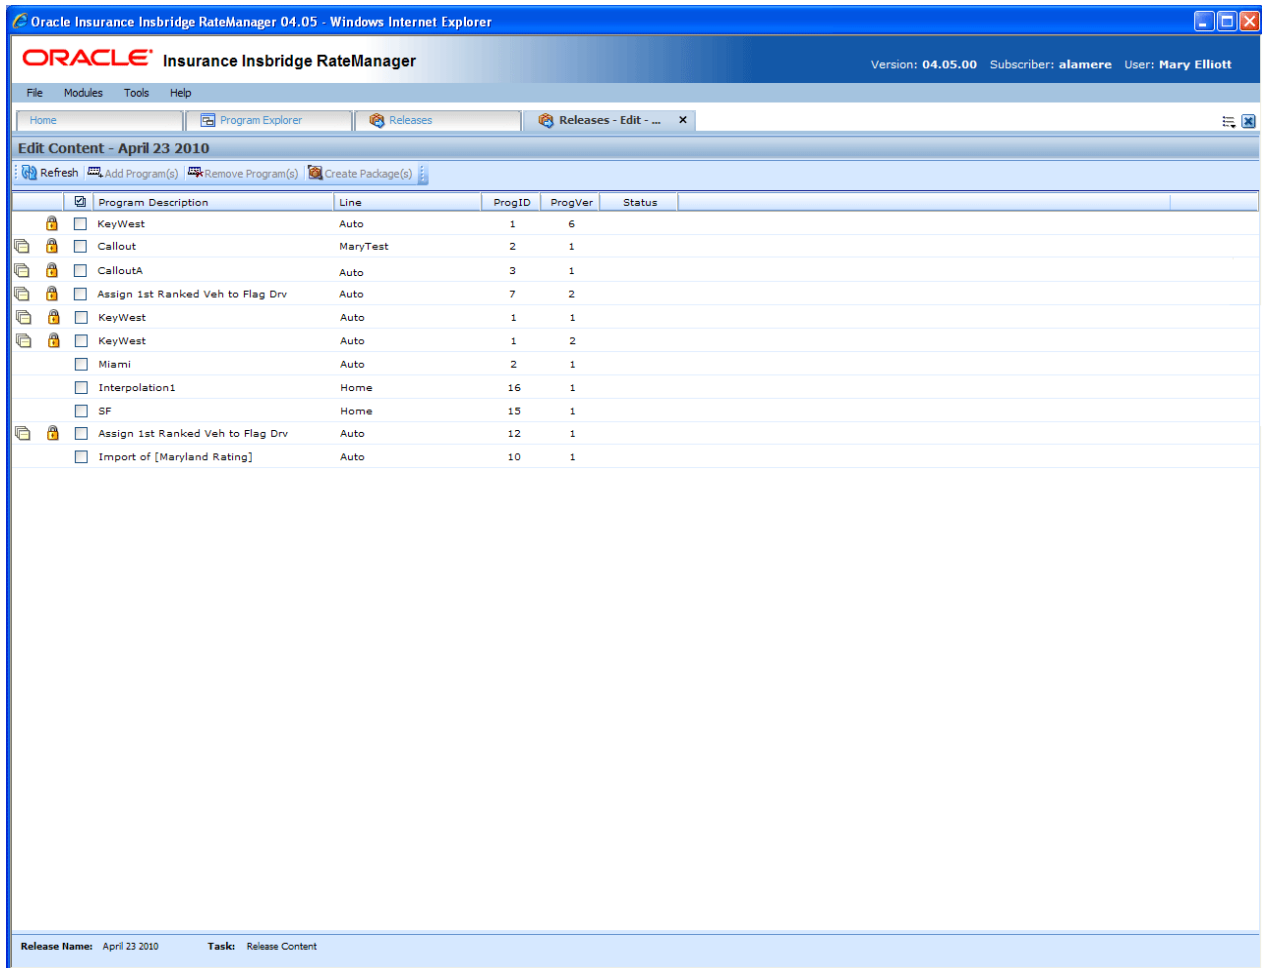 Oracle Insurance Insbridge RateManager 04.05 - Windows Internet Explorer
ORACLE Insurance Insbridge RateManager
Version: 04.05.00 Subscriber: alamere User: Mary Elliott
File Modules Tools Help
Home Program Explorer Releases Releases - Edit - ...
Edit Content - April 23 2010
Refresh Add Program(s) Remove Program(s) Create Package(s)
Program Description Line ProgID ProgVer Status
KeyWest Auto 1 6
Callout MaryTest 2 1
CalloutA Auto 3 1
Assign 1st Ranked Veh to Flag Drv Auto 7 2
KeyWest Auto 1 1
KeyWest Auto 1 2
Miami Auto 2 1
Interpolation1 Home 16 1
SF Home 15 1
Assign 1st Ranked Veh to Flag Drv Auto 12 1
Import of [Maryland Rating] Auto 10 1
Release Name: April 23 2010 Task: Release Content